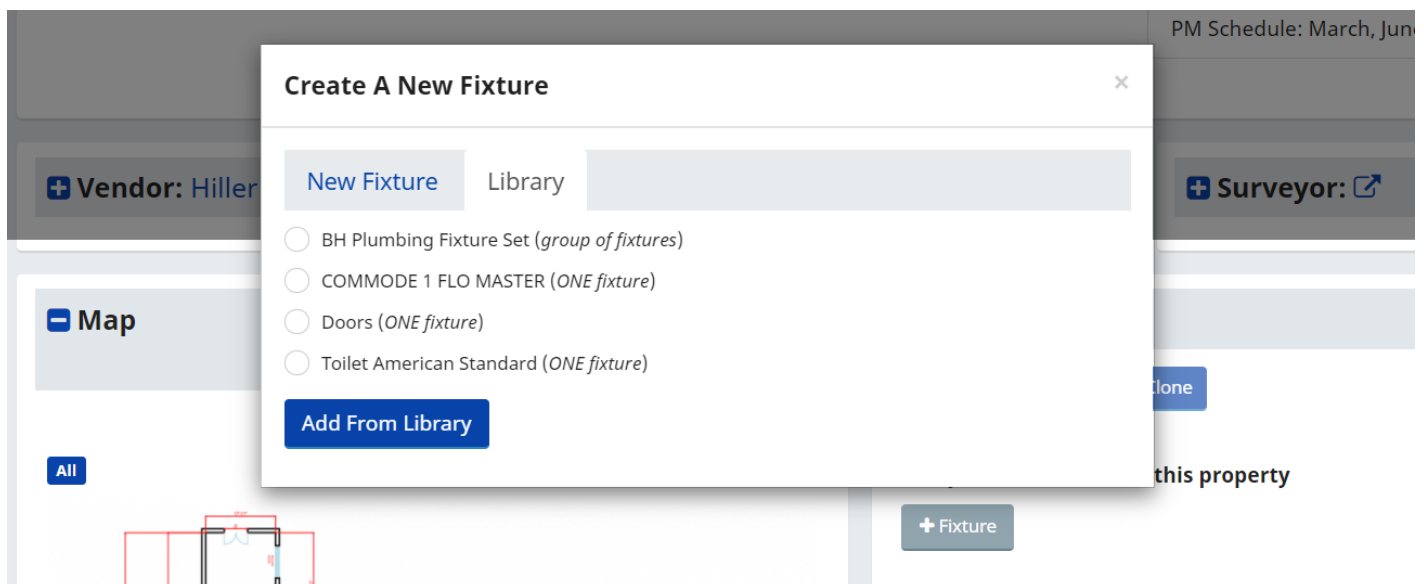 PM Schedule: March, June
Create A New Fixture
×
Vendor: Hiller
New Fixture
Library
Surveyor:
BH Plumbing Fixture Set (group of fixtures)
COMMODE 1 FLO MASTER (ONE fixture)
Doors (ONE fixture)
Toilet American Standard (ONE fixture)
Map
Clone
Add From Library
All
this property
Fixture